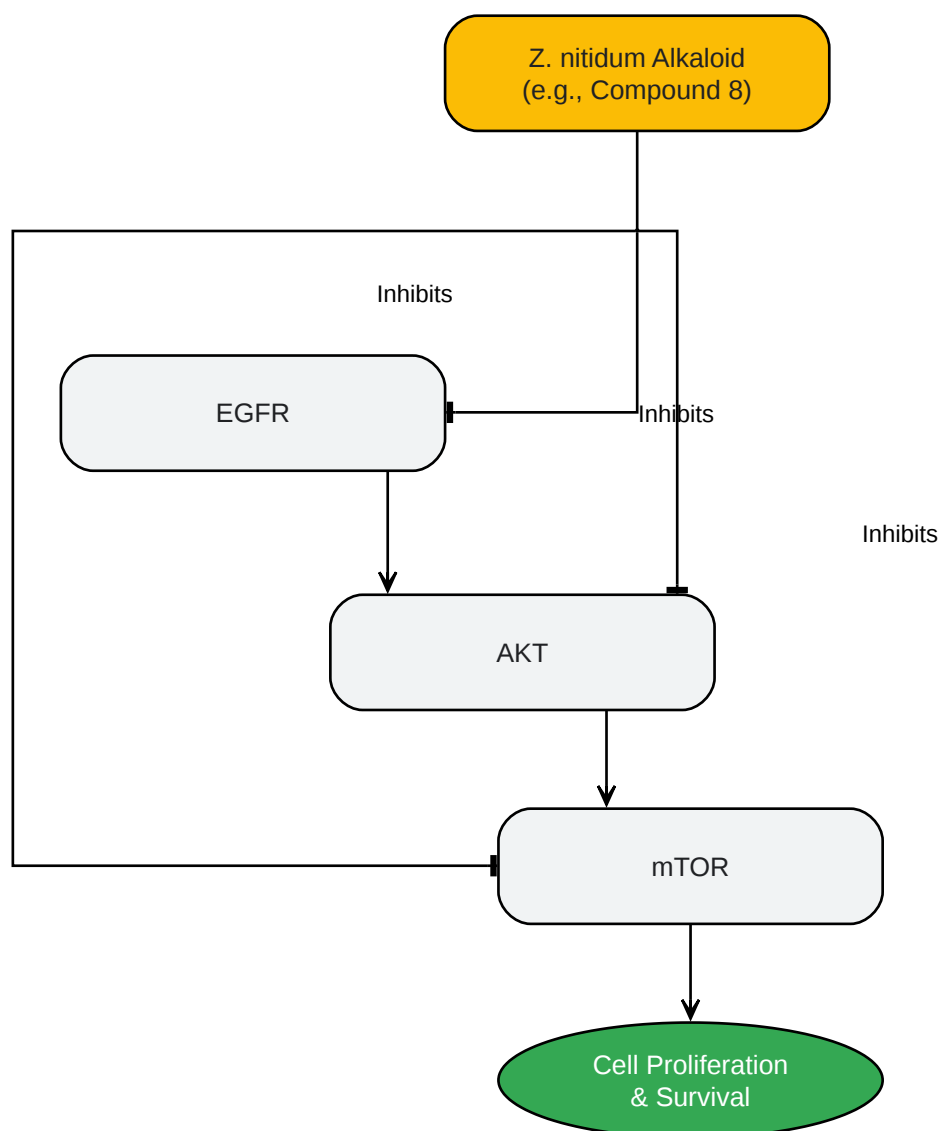 Z. nitidum Alkaloid
(e.g., Compound 8)
Inhibits
EGFR
Inhibits
Inhibits
AKT
mTOR
Cell Proliferation
& Survival